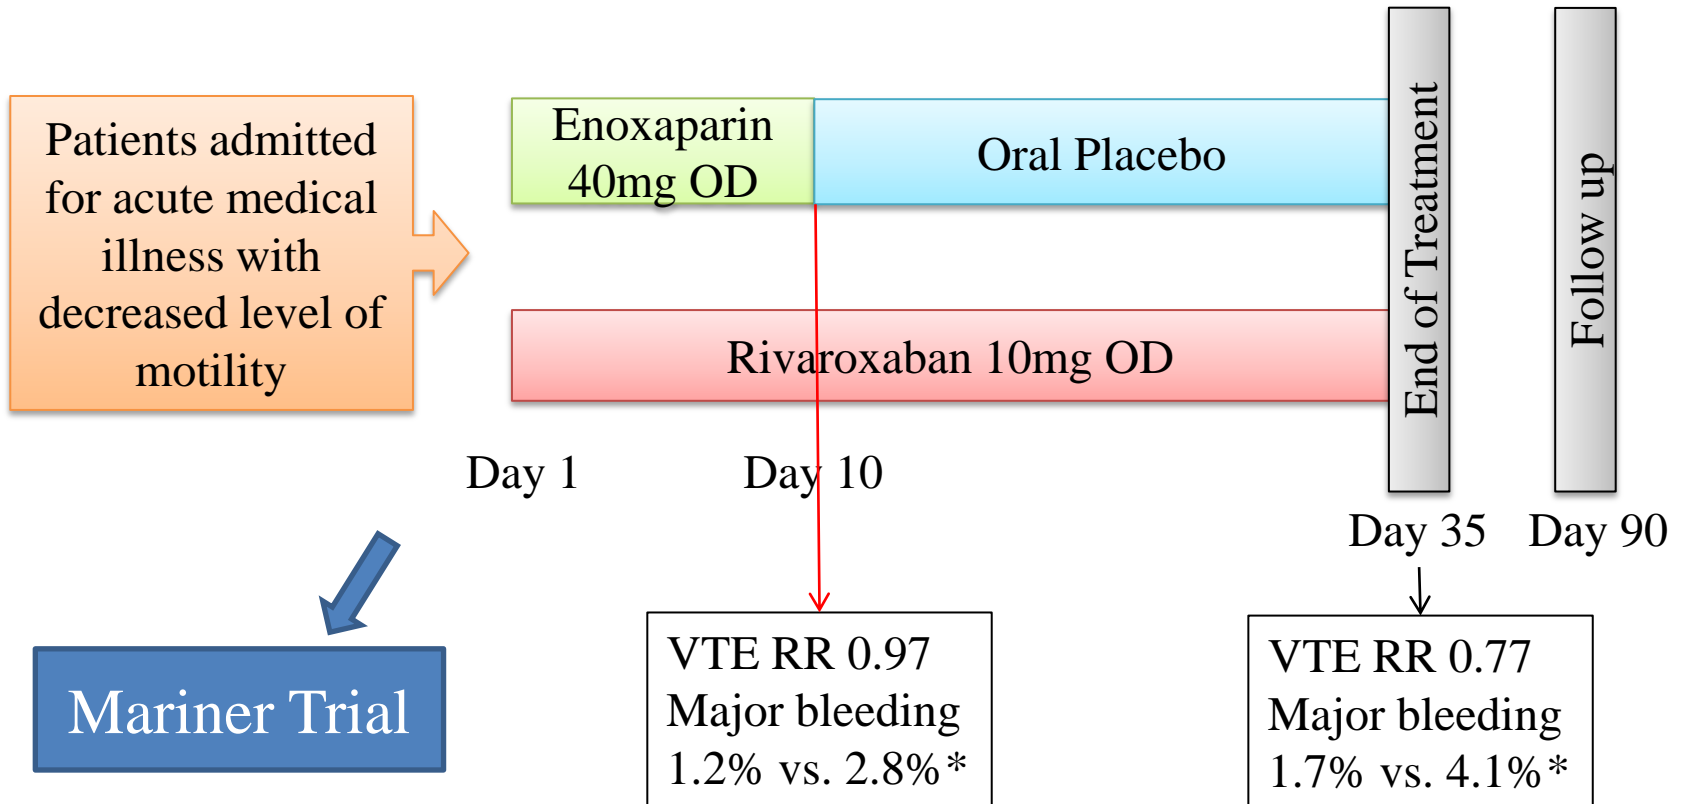 Patients admitted
for acute medical
illness with
decreased level of
motility
Enoxaparin
40mg OD
Oral Placebo
Rivaroxaban 10mg OD
End of Treatment
Follow up
Day 1
Day 10
Day 35
Day 90
Mariner Trial
VTE RR 0.97
Major bleeding
1.2% vs. 2.8%*
VTE RR 0.77
Major bleeding
1.7% vs. 4.1%*